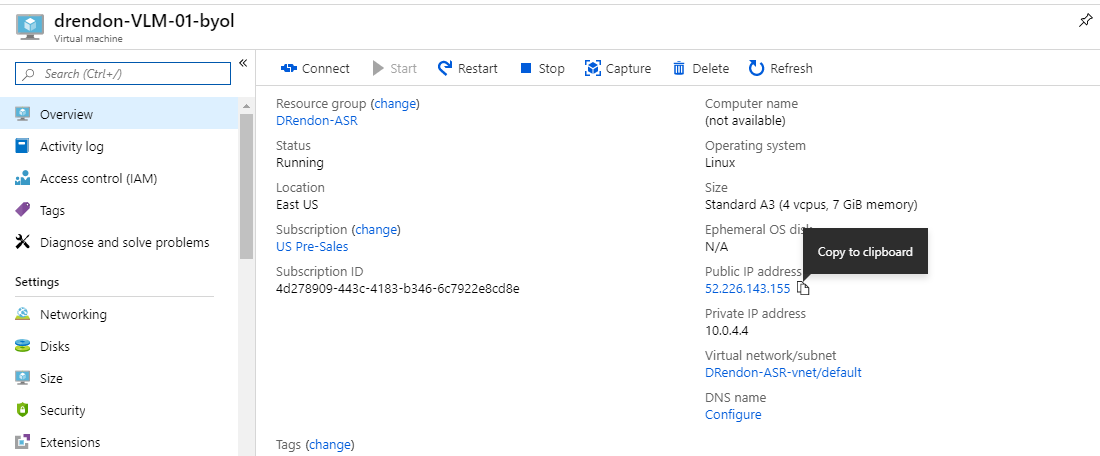 drendon-VLM-01-byol
Virtual machine
Search (Ctrl+/)
«
Overview
Activity log
Access control (IAM)
Tags
Diagnose and solve problems
Settings
Networking
Disks
Size
Security
Extensions
Connect Start Restart Stop Capture Delete Refresh
Resource group (change)
DRendon-ASR
Status
Running
Location
East US
Subscription (change)
US Pre-Sales
Subscription ID
4d278909-443c-4183-b346-6c7922e8cd8e
Computer name
(not available)
Operating system
Linux
Size
Standard A3 (4 vcpus, 7 GiB memory)
Ephemeral OS disk
N/A
Copy to clipboard
Public IP address
52.226.143.155
Private IP address
10.0.4.4
Virtual network/subnet
DRendon-ASR-vnet/default
DNS name
Configure
Tags (change)